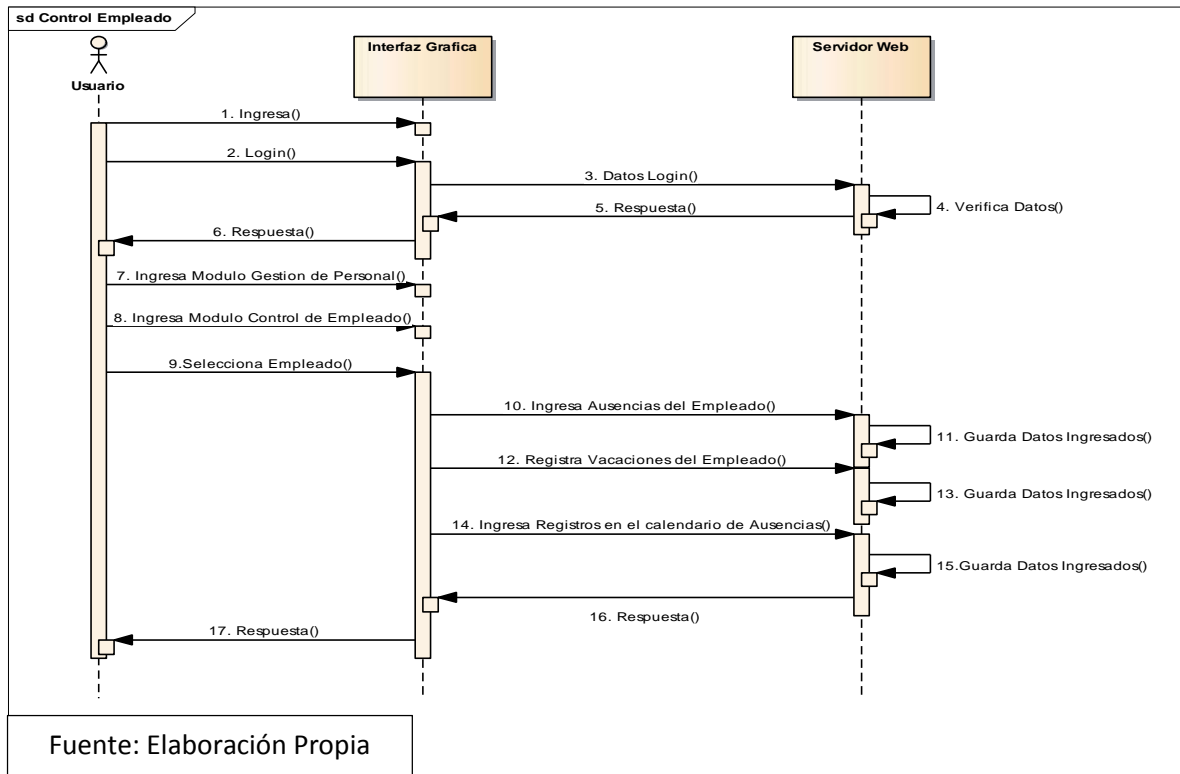 sd Control Empleado
Usuario
Interfaz Grafica
Servidor Web
1. Ingresa()
2. Login()
3. Datos Login()
4. Verifica Datos()
5. Respuesta()
6. Respuesta()
7. Ingresa Modulo Gestion de Personal()
8. Ingresa Modulo Control de Empleado()
9.Selecciona Empleado()
10. Ingresa Ausencias del Empleado()
11. Guarda Datos Ingresados()
12. Registra Vacaciones del Empleado()
13. Guarda Datos Ingresados()
14. Ingresa Registros en el calendario de Ausencias()
15.Guarda Datos Ingresados()
16. Respuesta()
17. Respuesta()
Fuente: Elaboración Propia